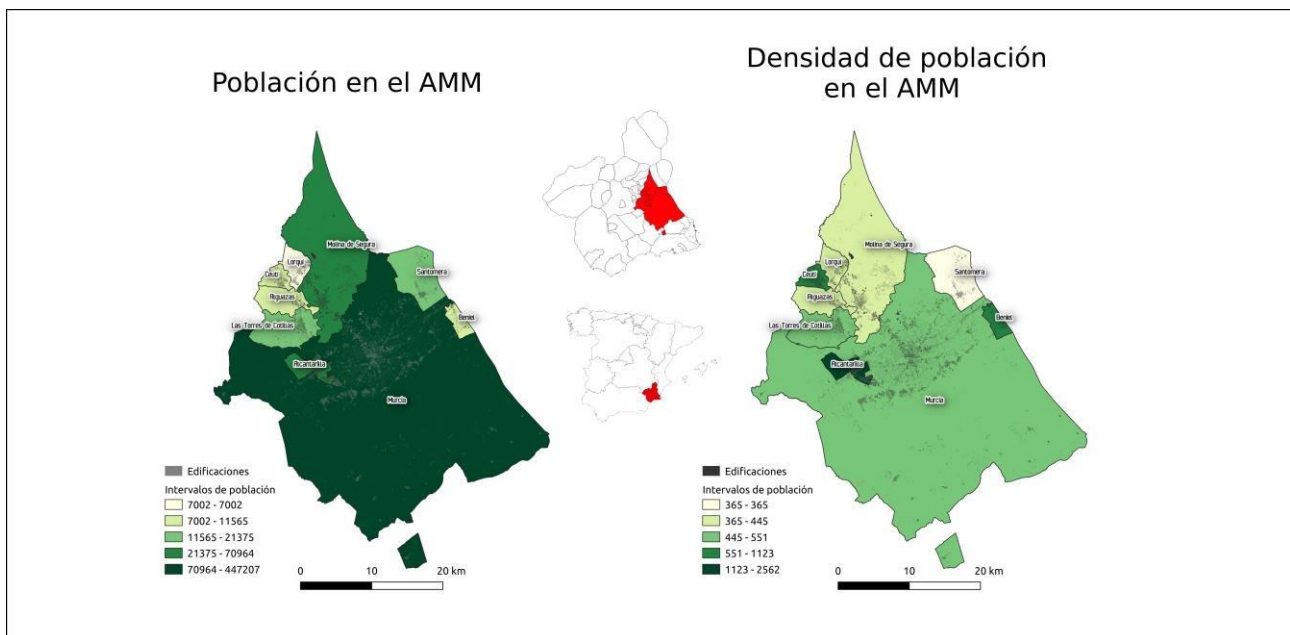 Población en el AMM
Molina de Segura
Lorquí
Ceutí
Alguazas
Santomera
Las Torres de Cotillas
Beniel
Alcantarilla
Murcia
Edificaciones
Intervalos de población
7002 - 7002
7002 - 11565
11565 - 21375
21375 - 70964
70964 - 447207
0 10 20 km
Densidad de población
en el AMM
Molina de Segura
Lorquí
Ceutí
Alguazas
Santomera
Las Torres de Cotillas
Beniel
Alcantarilla
Murcia
Edificaciones
Intervalos de población
365 - 365
365 - 445
445 - 551
551 - 1123
1123 - 2562
0 10 20 km